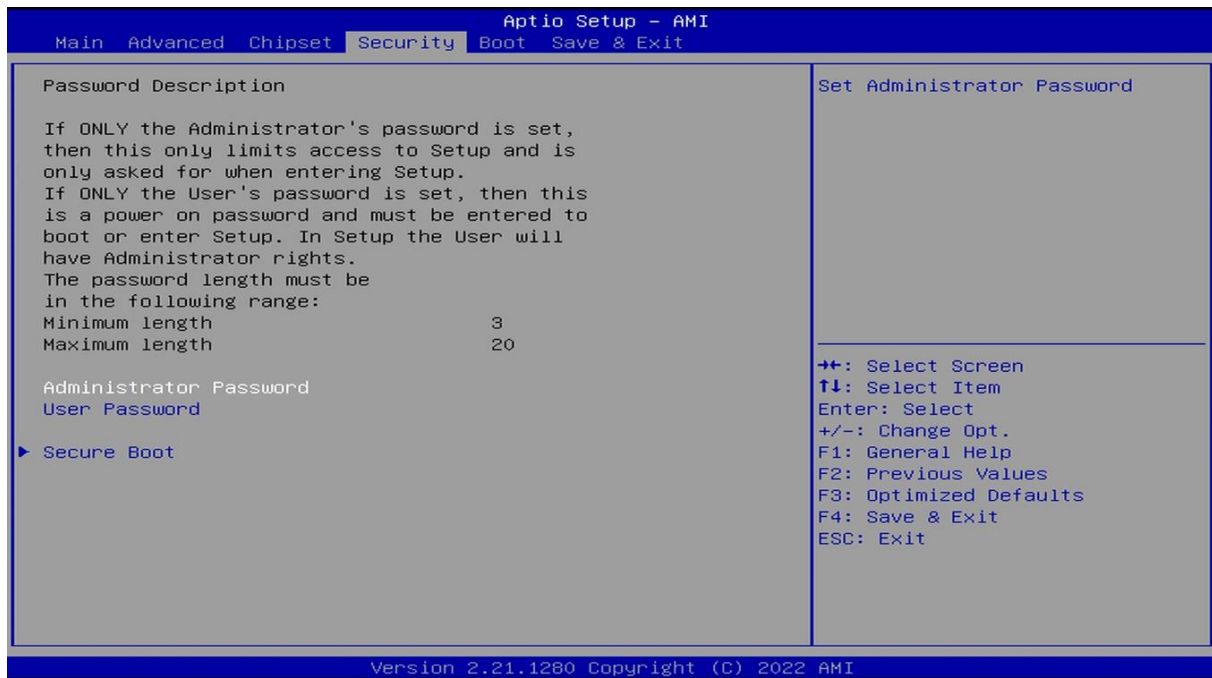 Aptio Setup – AMI
Main Advanced Chipset Security Boot Save & Exit
Password Description
If ONLY the Administrator's password is set,
then this only limits access to Setup and is
only asked for when entering Setup.
If ONLY the User's password is set, then this
is a power on password and must be entered to
boot or enter Setup. In Setup the User will
have Administrator rights.
The password length must be
in the following range:
Minimum length 3
Maximum length 20
Administrator Password
User Password
▶ Secure Boot
Set Administrator Password
→←: Select Screen
↑↓: Select Item
Enter: Select
+/-: Change Opt.
F1: General Help
F2: Previous Values
F3: Optimized Defaults
F4: Save & Exit
ESC: Exit
Version 2.21.1280 Copyright (C) 2022 AMI